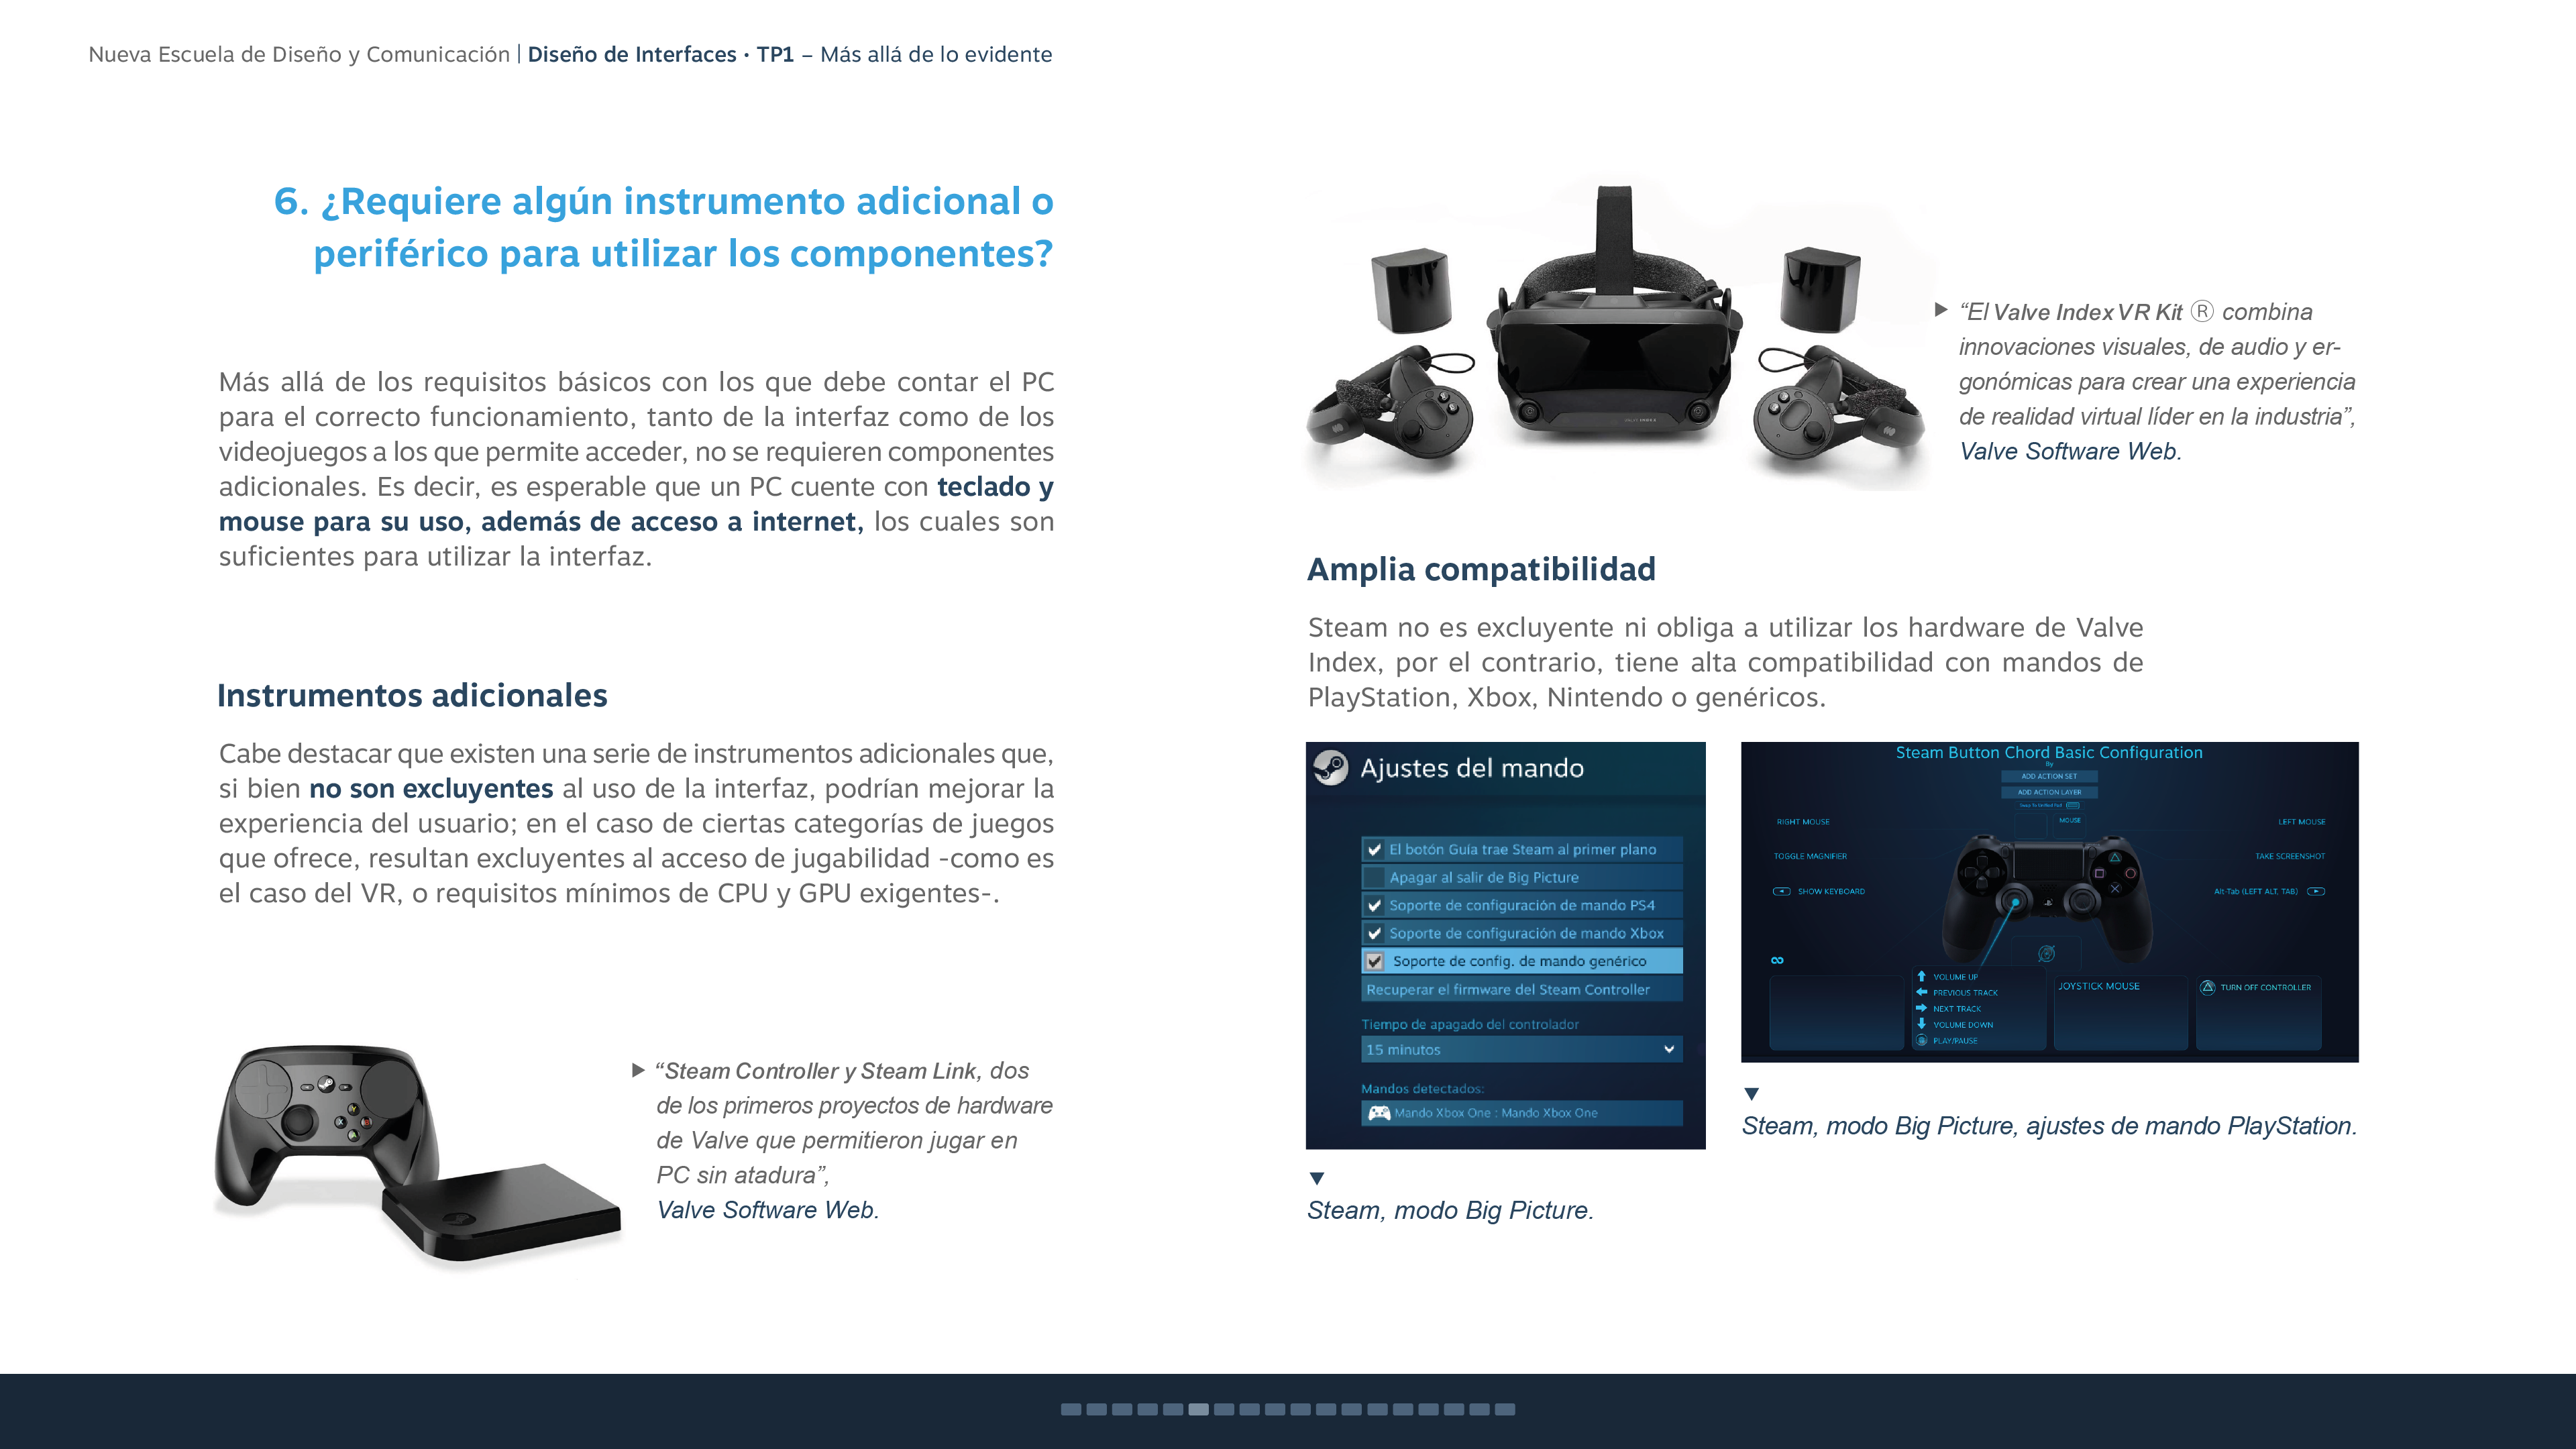 Nueva Escuela de Diseño y Comunicación | Diseño de Interfaces · TP1 – Más allá de lo evidente
6. ¿Requiere algún instrumento adicional o
periférico para utilizar los componentes?
Más allá de los requisitos básicos con los que debe contar el PC
para el correcto funcionamiento, tanto de la interfaz como de los
videojuegos a los que permite acceder, no se requieren componentes
adicionales. Es decir, es esperable que un PC cuente con teclado y
mouse para su uso, además de acceso a internet, los cuales son
suficientes para utilizar la interfaz.
Instrumentos adicionales
Cabe destacar que existen una serie de instrumentos adicionales que,
si bien no son excluyentes al uso de la interfaz, podrían mejorar la
experiencia del usuario; en el caso de ciertas categorías de juegos
que ofrece, resultan excluyentes al acceso de jugabilidad -como es
el caso del VR, o requisitos mínimos de CPU y GPU exigentes-.
“Steam Controller y Steam Link, dos
de los primeros proyectos de hardware
de Valve que permitieron jugar en
PC sin atadura”,
Valve Software Web.
“El Valve Index VR Kit ® combina
innovaciones visuales, de audio y er-
gonómicas para crear una experiencia
de realidad virtual líder en la industria”,
Valve Software Web.
VALVE INDEX
Amplia compatibilidad
Steam no es excluyente ni obliga a utilizar los hardware de Valve
Index, por el contrario, tiene alta compatibilidad con mandos de
PlayStation, Xbox, Nintendo o genéricos.
Ajustes del mando
El botón Guía trae Steam al primer plano
Apagar al salir de Big Picture
Soporte de configuración de mando PS4
Soporte de configuración de mando Xbox
Soporte de config. de mando genérico
Recuperar el firmware del Steam Controller
Tiempo de apagado del controlador
15 minutos
Mandos detectados:
Mando Xbox One : Mando Xbox One
Steam, modo Big Picture.
Steam Button Chord Basic Configuration
By
ADD ACTION SET
ADD ACTION LAYER
MOUSE
RIGHT MOUSE
LEFT MOUSE
TOGGLE MAGNIFIER
TAKE SCREENSHOT
SHOW KEYBOARD
Alt-Tab (LEFT ALT, TAB)
VOLUME UP
PREVIOUS TRACK
NEXT TRACK
VOLUME DOWN
PLAY/PAUSE
JOYSTICK MOUSE
TURN OFF CONTROLLER
Steam, modo Big Picture, ajustes de mando PlayStation.